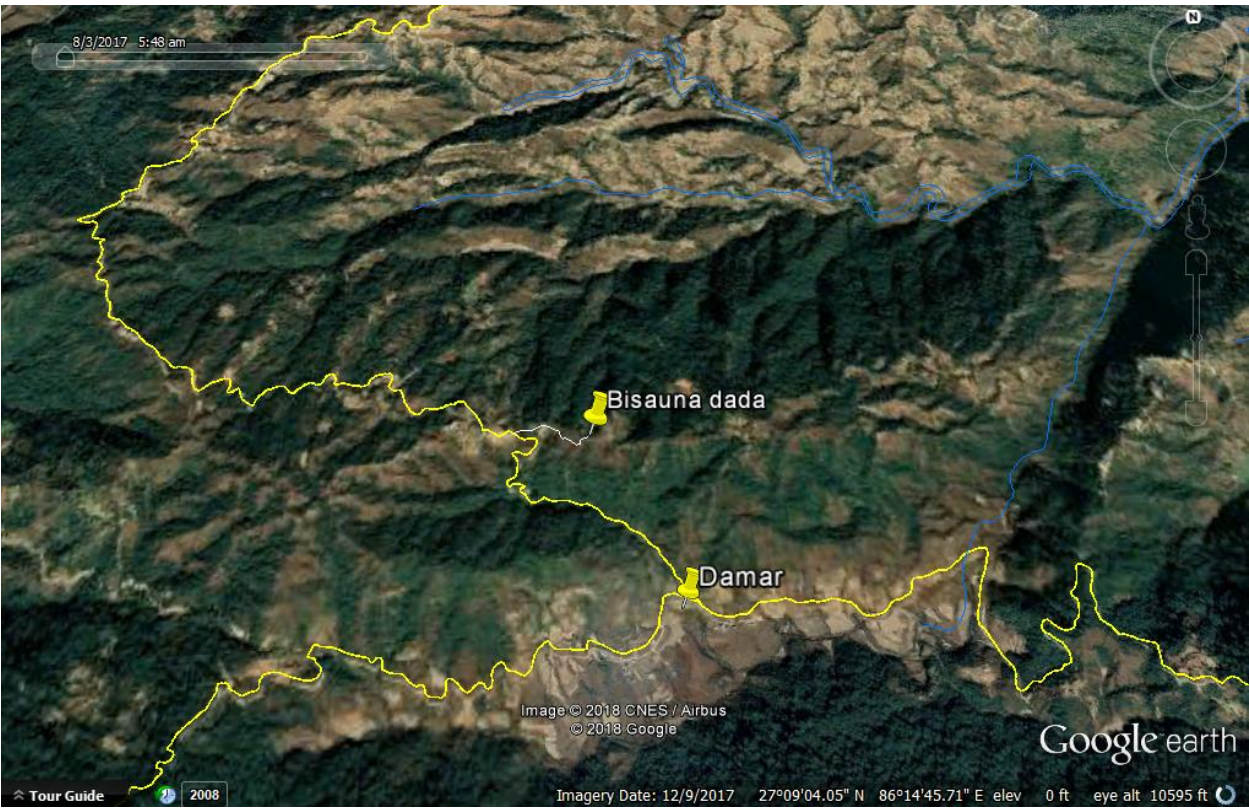 8/3/2017 5:48 am
N
Bisauna dada
Damar
Image © 2018 CNES / Airbus
© 2018 Google
Google earth
Tour Guide
2008
Imagery Date: 12/9/2017 27°09'04.05" N 86°14'45.71" E elev 0 ft eye alt 10595 ft